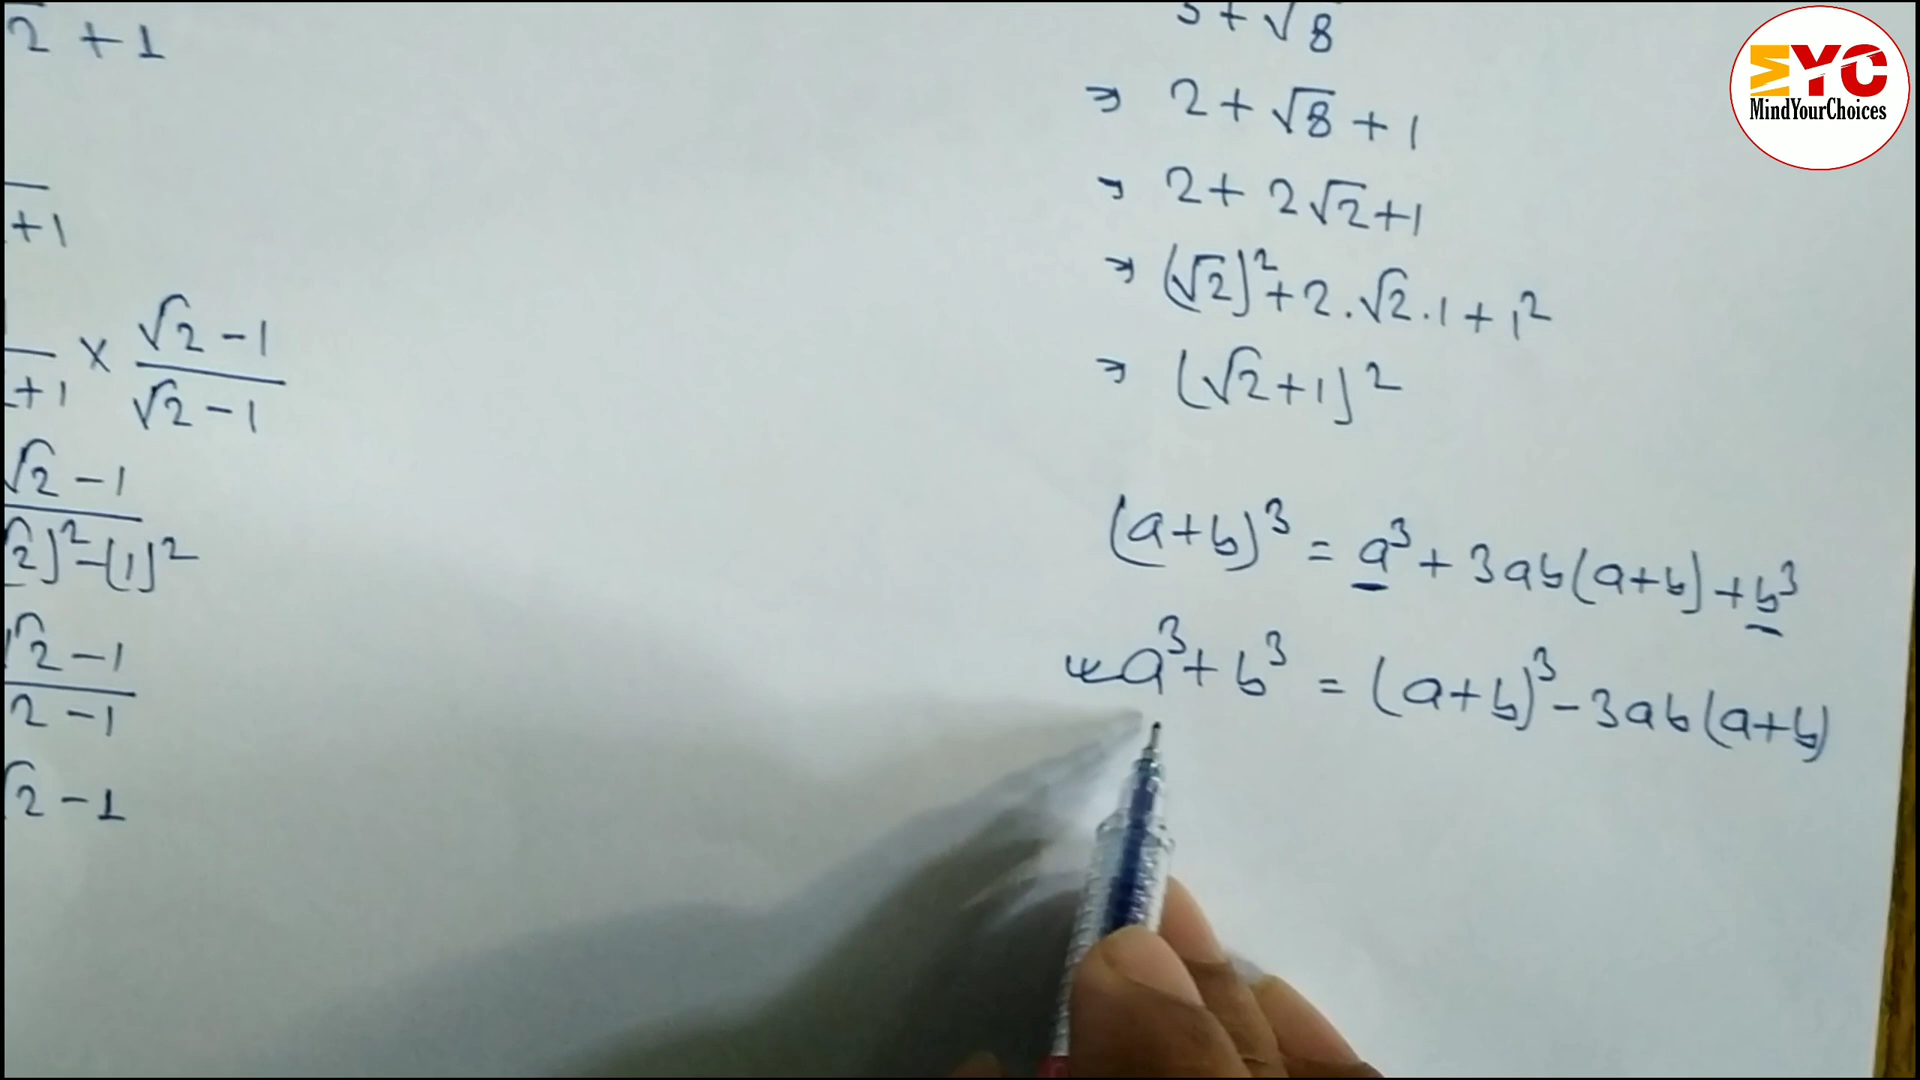 √2 + 1
+1
× √2 - 1 / √2 - 1
+1
√2 - 1
(√2)² - (1)²
√2 - 1
2 - 1
√2 - 1
3 + √8
⇒ 2 + √8 + 1
→ 2 + 2√2 + 1
⇒ (√2)² + 2.√2.1 + 1²
⇒ (√2 + 1)²
(a+b)³ = a³ + 3ab(a+b) + b³
a³ + b³ = (a+b)³ - 3ab(a+b)
MYC
MindYourChoices